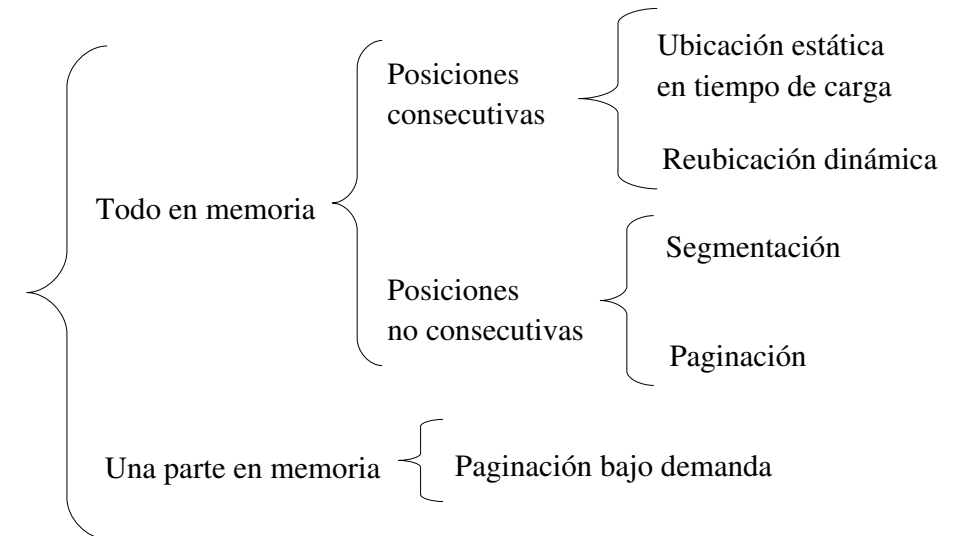 Ubicación estática
en tiempo de carga
Posiciones
consecutivas
Reubicación dinámica
Todo en memoria
Segmentación
Posiciones
no consecutivas
Paginación
Una parte en memoria
Paginación bajo demanda